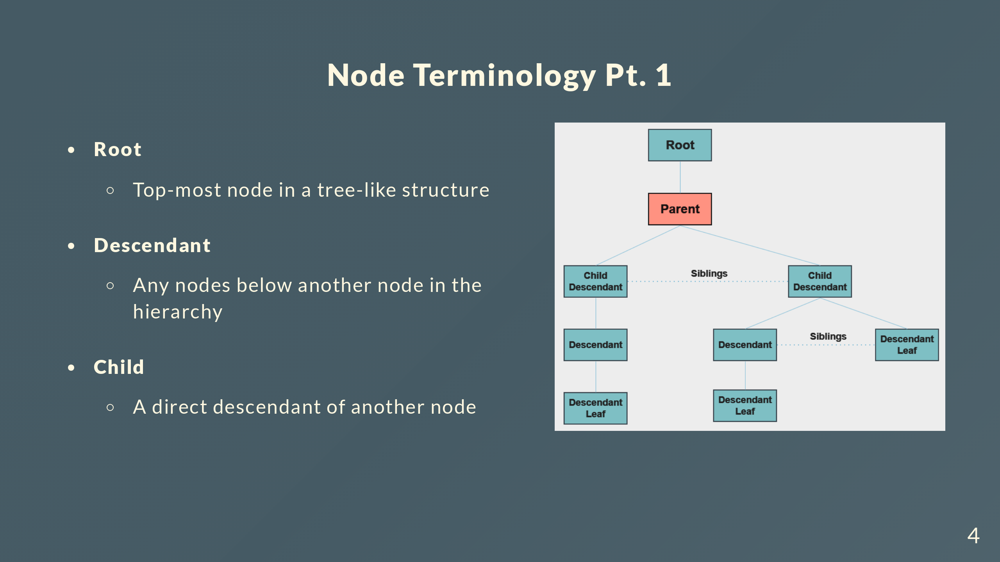 Node Terminology Pt. 1
• Root
○ Top-most node in a tree-like structure
• Descendant
○ Any nodes below another node in the
hierarchy
• Child
○ A direct descendant of another node
Root
Parent
Child
Descendant
Siblings
Child
Descendant
Descendant
Descendant
Siblings
Descendant
Leaf
Descendant
Leaf
Descendant
Leaf
4